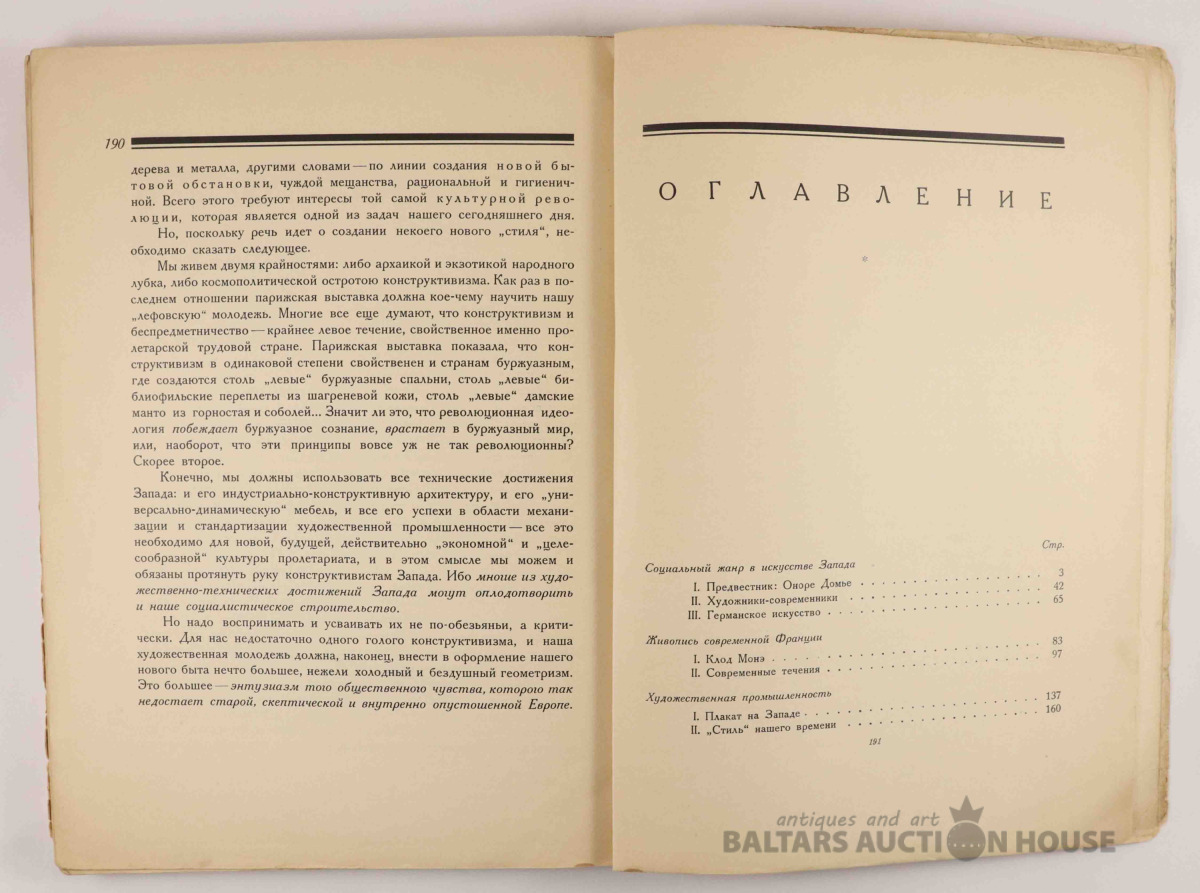 190
дерева и металла, другими словами — по линии создания новой бы-
товой обстановки, чуждой мещанства, рациональной и гигиенич-
ной. Всего этого требуют интересы той самой культурной рево-
люции, которая является одной из задач нашего сегодняшнего дня.
Но, поскольку речь идет о создании некоего нового „стиля“, не-
обходимо сказать следующее.
Мы живем двумя крайностями: либо архаикой и экзотикой народного
лубка, либо космополитической остротою конструктивизма. Как раз в по-
следнем отношении парижская выставка должна кое-чему научить нашу
„лефовскую“ молодежь. Многие все еще думают, что конструктивизм и
беспредметничество — крайнее левое течение, свойственное именно про-
летарской трудовой стране. Парижская выставка показала, что кон-
структивизм в одинаковой степени свойственен и странам буржуазным,
где создаются столь „левые“ буржуазные спальни, столь „левые“ би-
блиофильские переплеты из шагреневой кожи, столь „левые“ дамские
манто из горностая и соболей... Значит ли это, что революционная идео-
логия побеждает буржуазное сознание, врастает в буржуазный мир,
или, наоборот, что эти принципы вовсе уж не так революционны?
Скорее второе.
Конечно, мы должны использовать все технические достижения
Запада: и его индустриально-конструктивную архитектуру, и его „уни-
версально-динамическую“ мебель, и все его успехи в области механи-
зации и стандартизации художественной промышленности — все это
необходимо для новой, будущей, действительно „экономной“ и „целе-
сообразной“ культуры пролетариата, и в этом смысле мы можем и
обязаны протянуть руку конструктивистам Запада. Ибо многие из худо-
жественно-технических достижений Запада могут оплодотворить
и наше социалистическое строительство.
Но надо воспринимать и усваивать их не по-обезьяньи, а крити-
чески. Для нас недостаточно одного голого конструктивизма, и наша
художественная молодежь должна, наконец, внести в оформление нашего
нового быта нечто большее, нежели холодный и бездушный геометризм.
Это большее — энтузиазм того общественного чувства, которого так
недостает старой, скептической и внутренно опустошенной Европе.
ОГЛАВЛЕНИЕ
*
Стр.
Социальный жанр в искусстве Запада
I. Предвестник: Оноре Домье . . . . . . . . . . . . . . . . 3
II. Художники-современники . . . . . . . . . . . . . . . . 42
III. Германское искусство . . . . . . . . . . . . . . . . 65
Живопись современной Франции
I. Клод Монэ . . . . . . . . . . . . . . . . 83
II. Современные течения . . . . . . . . . . . . . . . . 97
Художественная промышленность
I. Плакат на Западе . . . . . . . . . . . . . . . . 137
II. „Стиль“ нашего времени . . . . . . . . . . . . . . . . 160
191
antiques and art
BALTARS AUCTION HOUSE